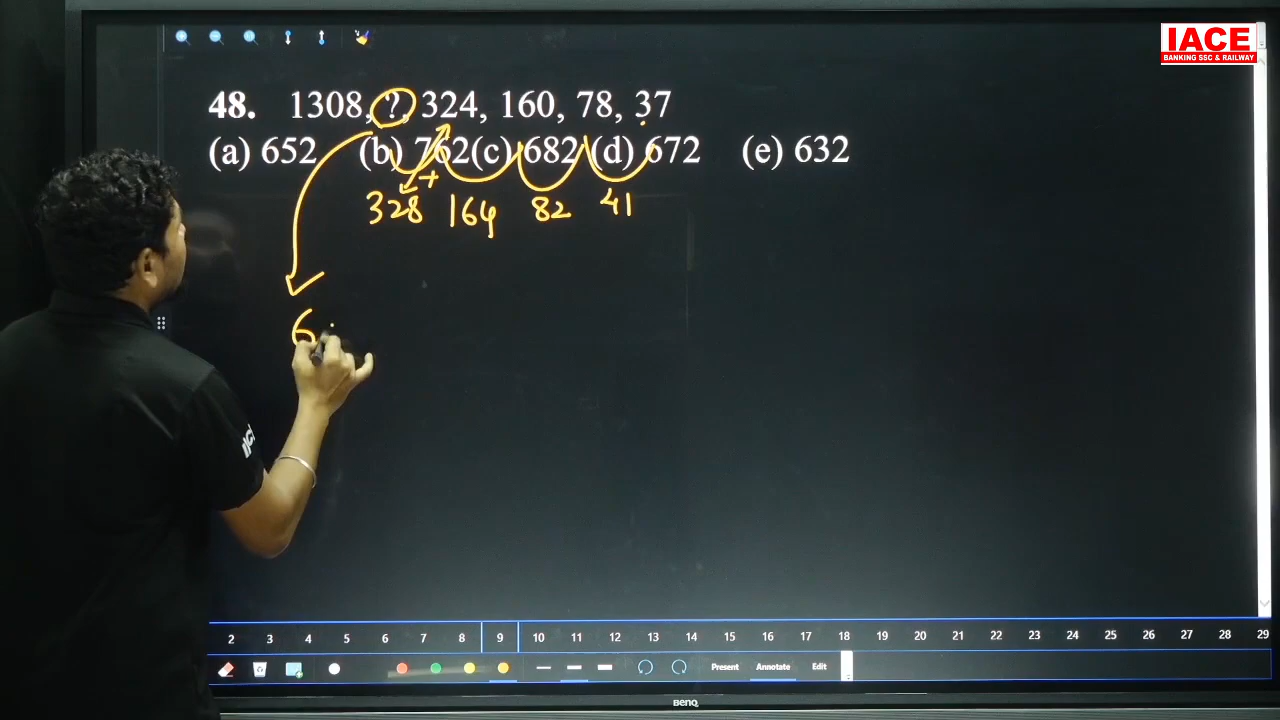 IACE
BANKING SSC & RAILWAY
48. 1308, ?, 324, 160, 78, 37
(a) 652 (b) 762 (c) 682 (d) 672 (e) 632
+
328 164 82 41
6
2 3 4 5 6 7 8 9 10 11 12 13 14 15 16 17 18 19 20 21 22 23 24 25 26 27 28 29
Present Annotate Edit
BENQ